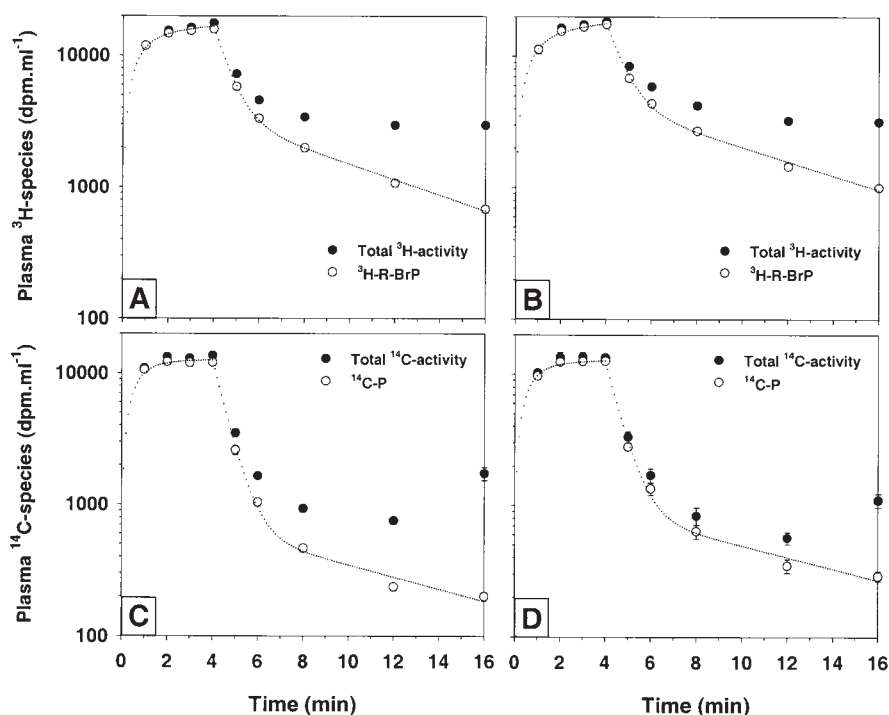 Plasma ³H-species (dpm.ml⁻¹)
10000
1000
100
A
Total ³H-activity
³H-R-BrP
B
Total ³H-activity
³H-R-BrP
Plasma ¹⁴C-species (dpm.ml⁻¹)
10000
1000
100
C
Total ¹⁴C-activity
¹⁴C-P
D
Total ¹⁴C-activity
¹⁴C-P
0 2 4 6 8 10 12 14 16
0 2 4 6 8 10 12 14 16
Time (min)
Time (min)